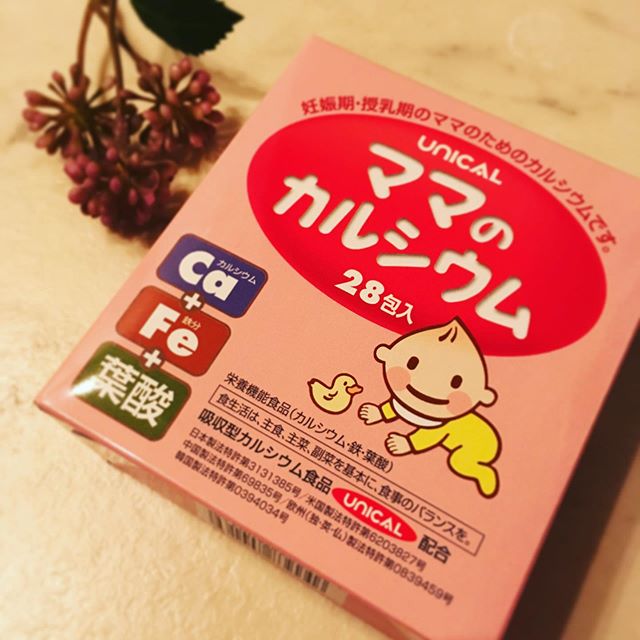 妊娠期・授乳期のママのためのカルシウムです。
UNICAL
ママの
カルシウム
28包入
カルシウム
Ca
+
鉄分
Fe
+
葉酸
栄養機能食品(カルシウム・鉄・葉酸)
食生活は、主食、主菜、副菜を基本に、食事のバランスを。
吸収型カルシウム食品 UNICAL 配合
日本製法特許第3131385号/米国製法特許第6203827号
中国製法特許第69835号/欧州(独・英・仏)製法特許第0839459号
韓国製法特許第0394034号